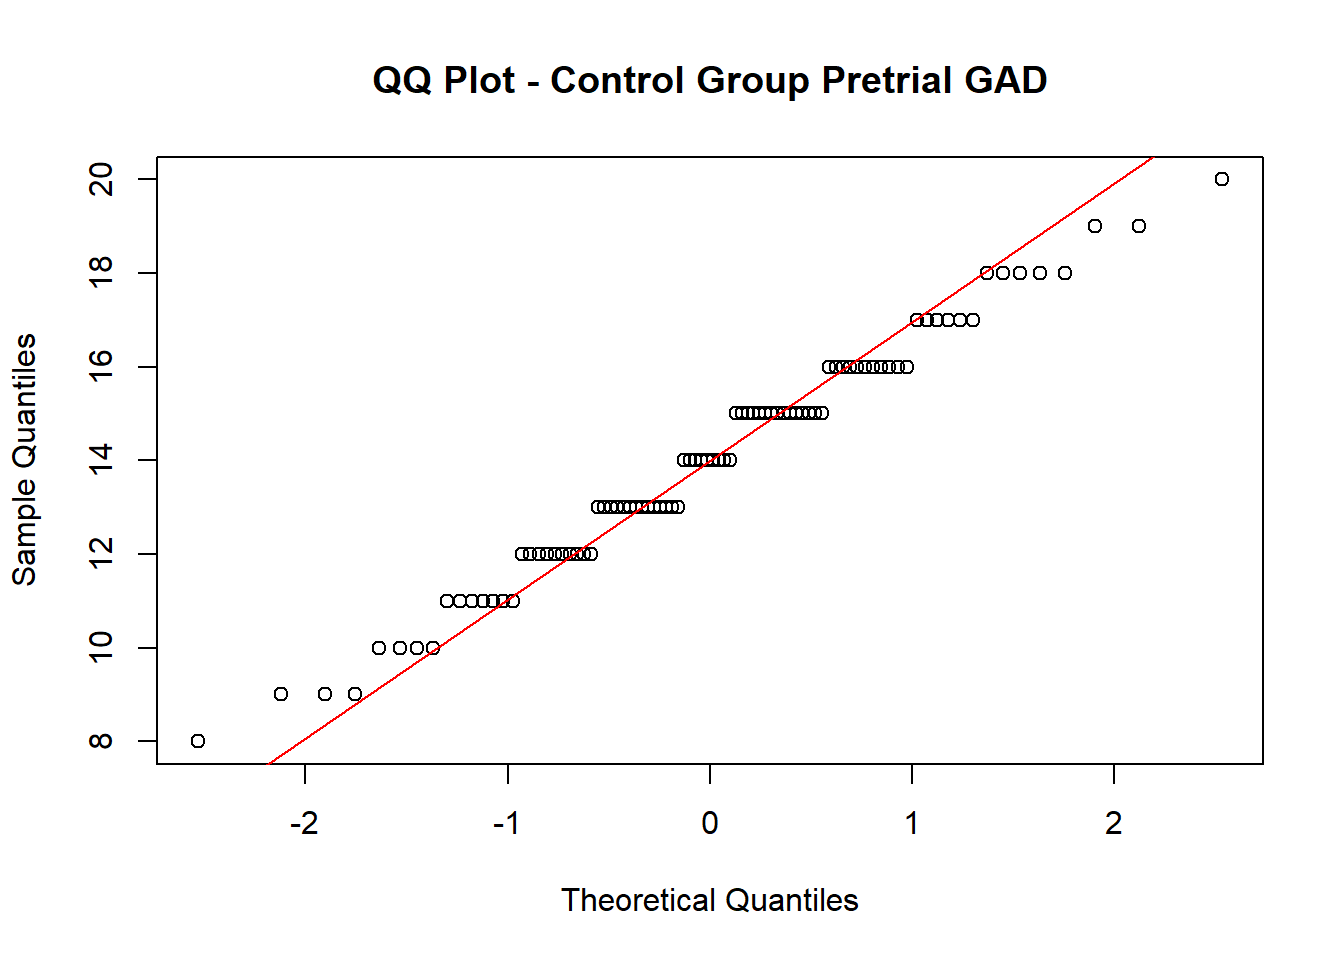 QQ Plot - Control Group Pretrial GAD
Sample Quantiles
20
18
16
14
12
10
8
-2 -1 0 1 2
Theoretical Quantiles